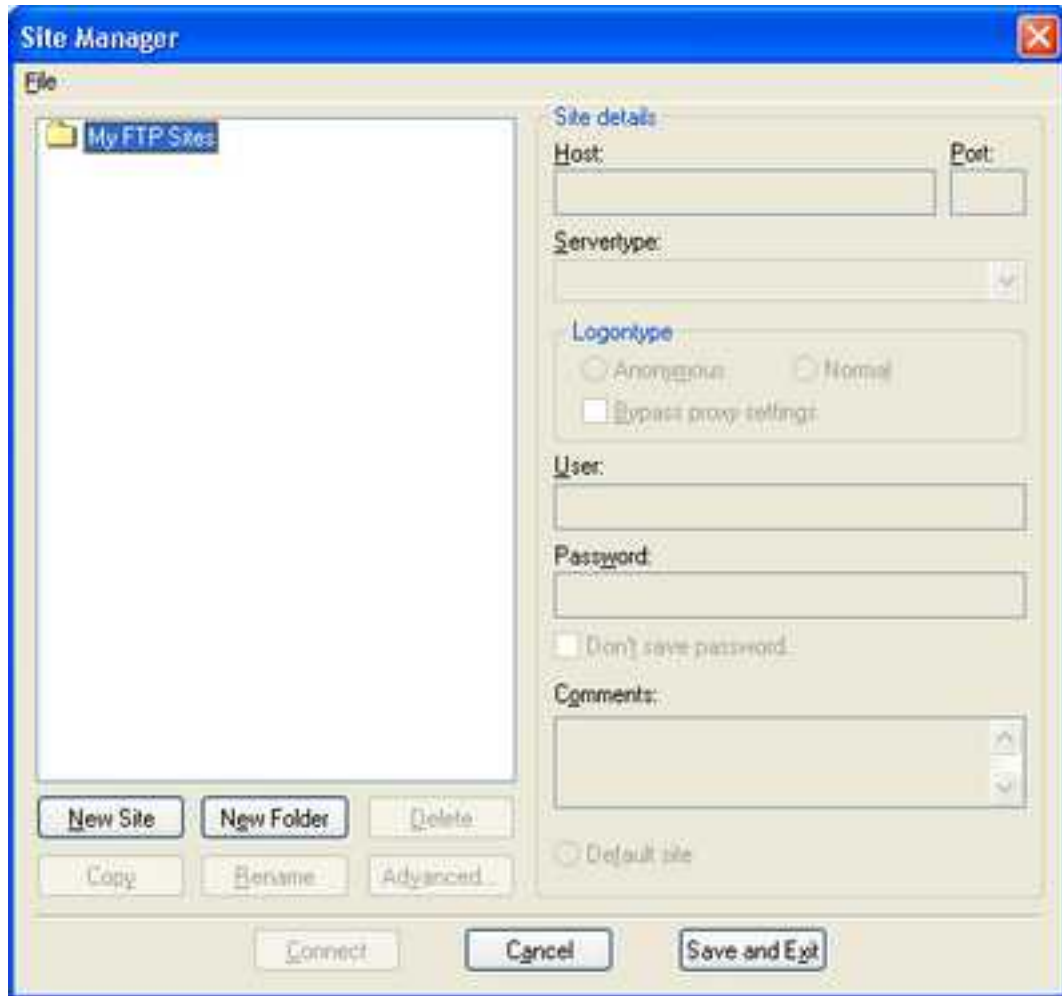 Site Manager
File
My FTP Sites
Site details
Host:
Port:
Servertype:
Logontype
Anonymous
Normal
Bypass proxy settings
User:
Password:
Don't save password
Comments:
Default site
New Site
New Folder
Delete
Copy
Rename
Advanced...
Connect
Cancel
Save and Exit